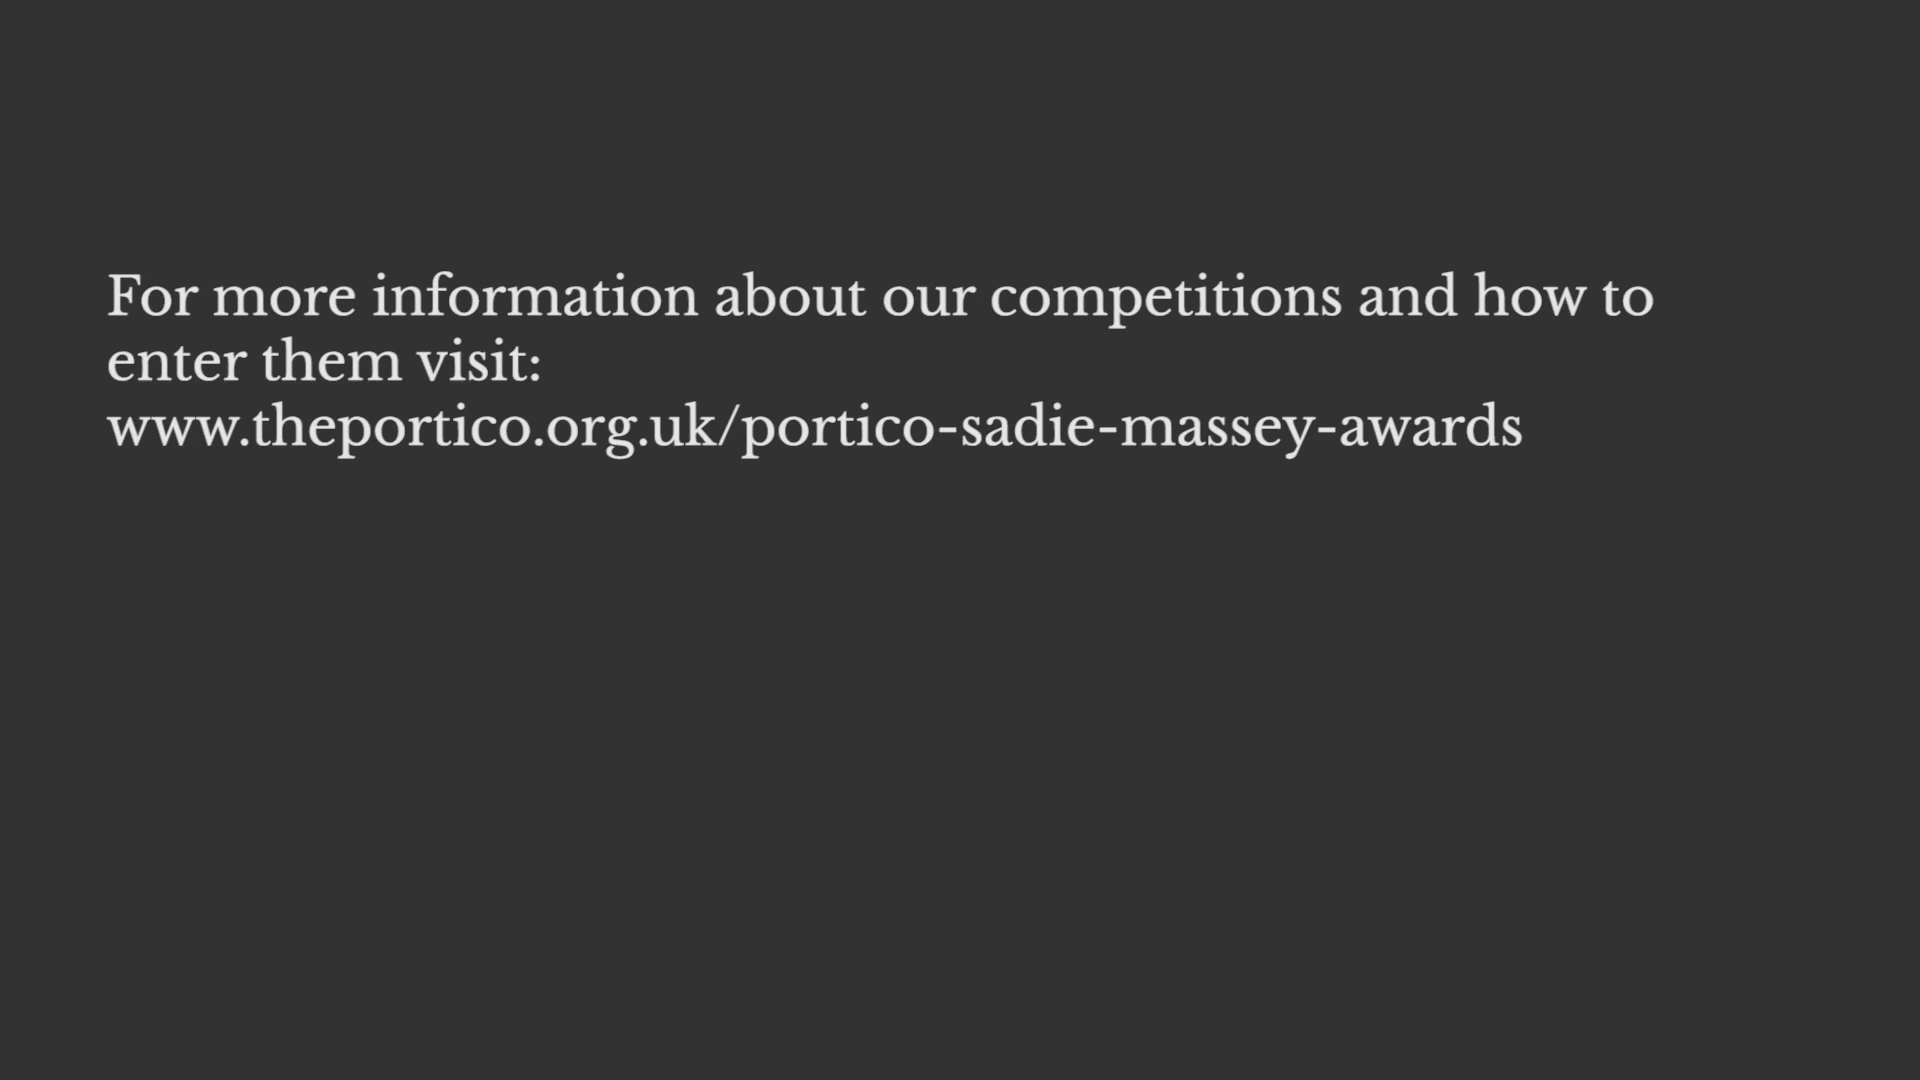 For more information about our competitions and how to
enter them visit:
www.theportico.org.uk/portico-sadie-massey-awards